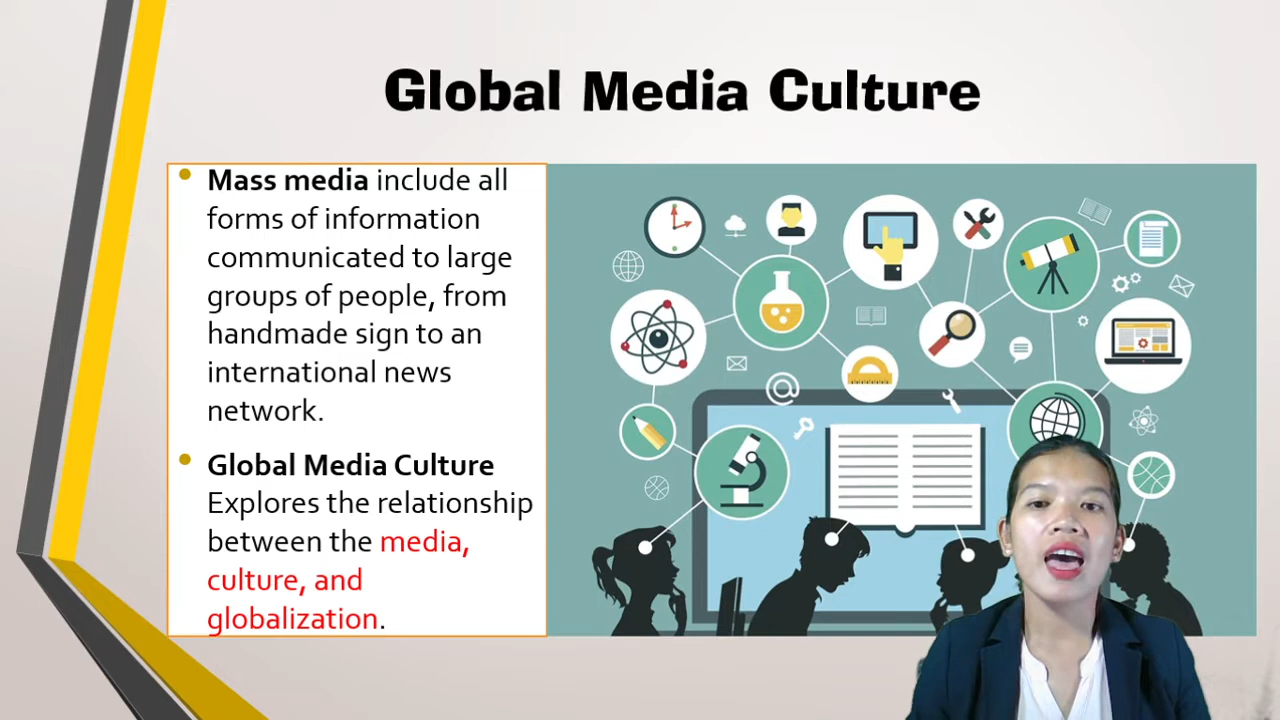 Global Media Culture
• Mass media include all
forms of information
communicated to large
groups of people, from
handmade sign to an
international news
network.
• Global Media Culture
Explores the relationship
between the media,
culture, and
globalization.
@